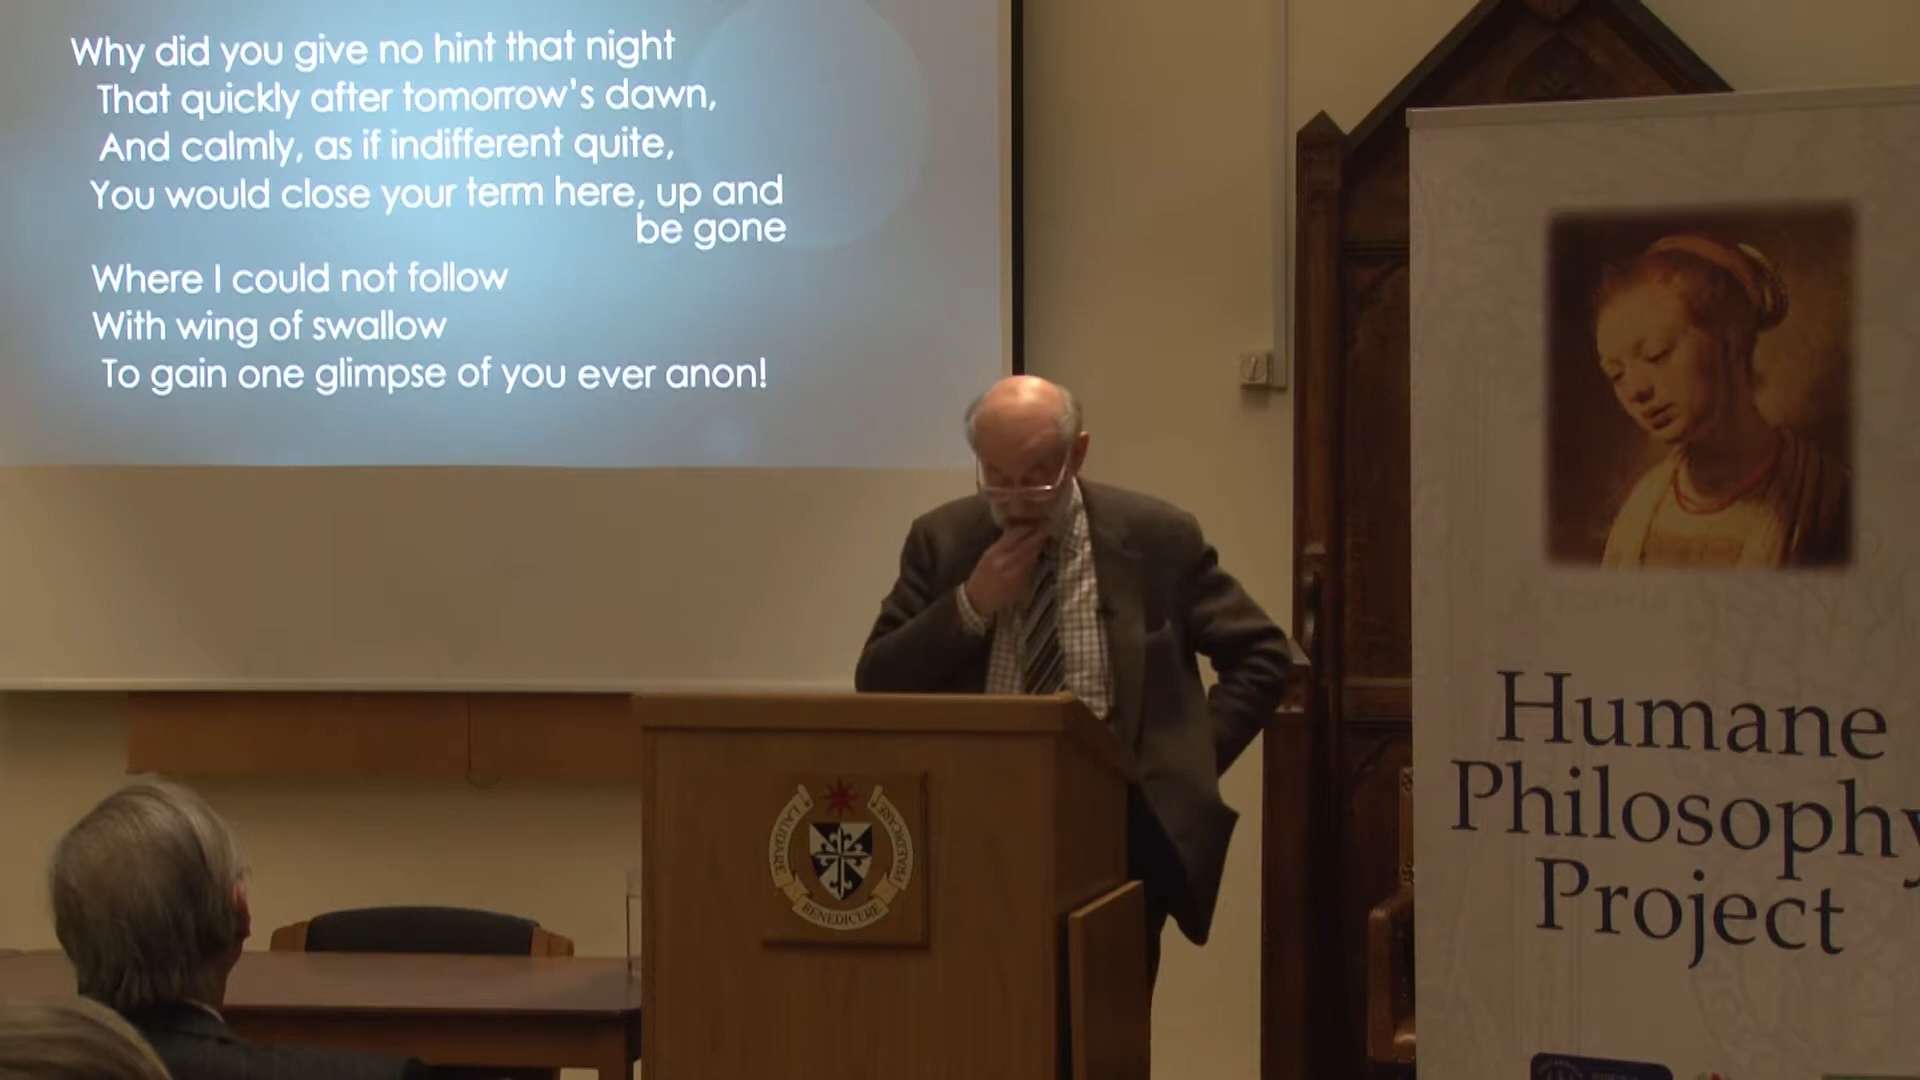 Why did you give no hint that night
That quickly after tomorrow's dawn,
And calmly, as if indifferent quite,
You would close your term here, up and
be gone
Where I could not follow
With wing of swallow
To gain one glimpse of you ever anon!
LAUDARE
BENEDICERE
PRAEDICARE
Humane
Philosophy
Project